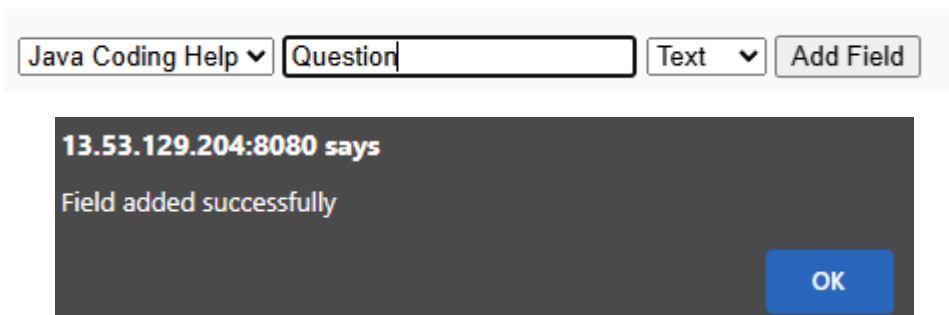 Java Coding Help Question Text Add Field
13.53.129.204:8080 says
Field added successfully
OK